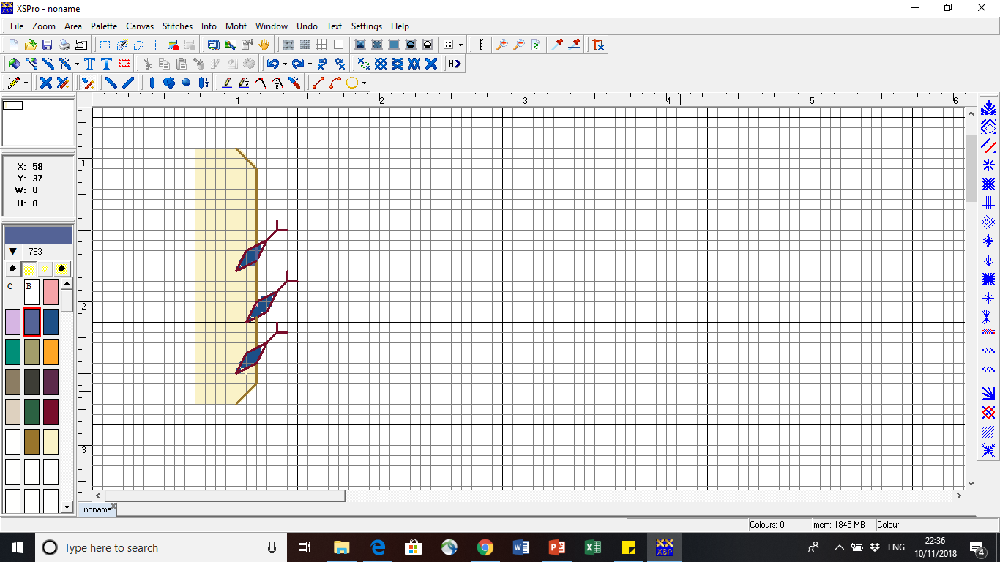 XSPro - noname
File Zoom Area Palette Canvas Stitches Info Motif Window Undo Text Settings Help
H
1 2 3 4 5 6
X: 58
Y: 37
W: 0
H: 0
793
C B
1
2
3
noname
Colours: 0 mem: 1845 MB Colour:
Type here to search
ENG
22:36
10/11/2018
4
XSP